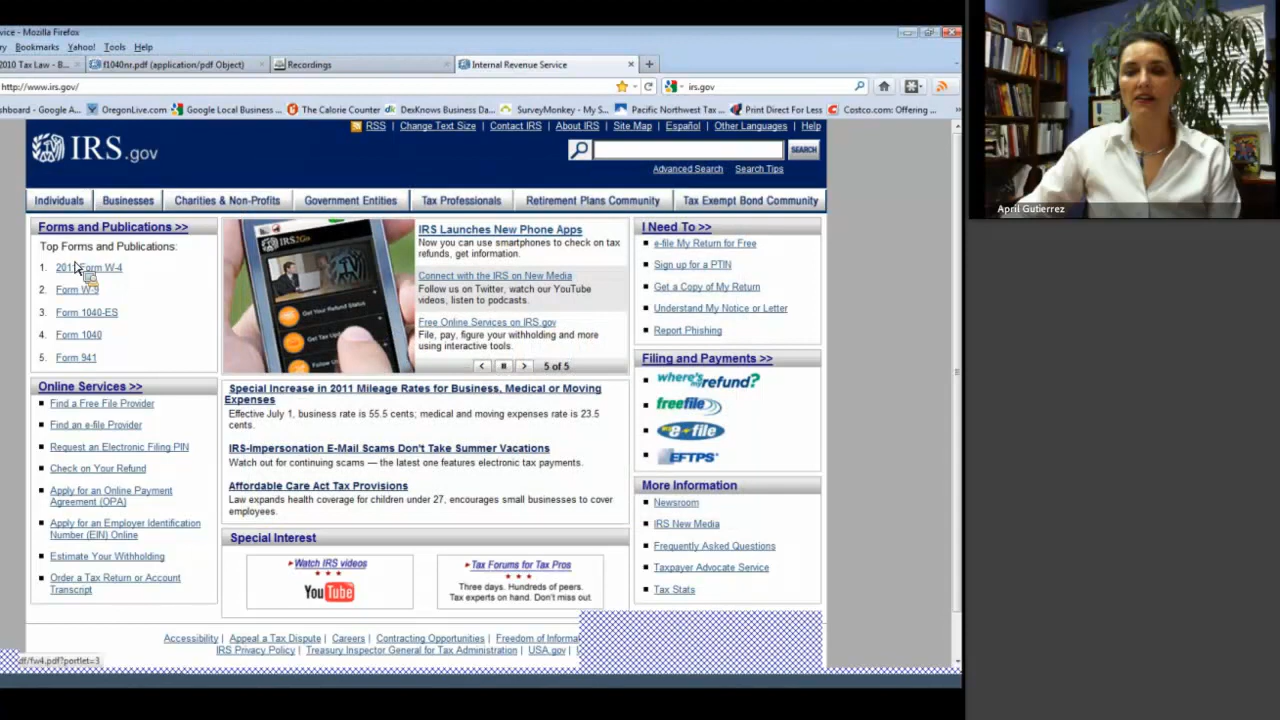 rvice - Mozilla Firefox
ry Bookmarks Yahoo! Tools Help
2010 Tax Law - B... f1040nr.pdf (application/pdf Object) Recordings Internal Revenue Service
http://www.irs.gov/ irs.gov
shboard - Google A... OregonLive.com Google Local Business ... The Calorie Counter DexKnows Business Da... SurveyMonkey - My S... Pacific Northwest Tax ... Print Direct For Less Costco.com: Offering ...
RSS Change Text Size Contact IRS About IRS Site Map Español Other Languages Help
IRS.gov SEARCH
Advanced Search Search Tips
Individuals Businesses Charities & Non-Profits Government Entities Tax Professionals Retirement Plans Community Tax Exempt Bond Community
Forms and Publications >>
Top Forms and Publications:
1. 2011 Form W-4
2. Form W-9
3. Form 1040-ES
4. Form 1040
5. Form 941
Online Services >>
Find a Free File Provider
Find an e-file Provider
Request an Electronic Filing PIN
Check on Your Refund
Apply for an Online Payment
Agreement (OPA)
Apply for an Employer Identification
Number (EIN) Online
Estimate Your Withholding
Order a Tax Return or Account
Transcript
IRS2Go
Get Your Refund Status
IRS Launches New Phone Apps
Now you can use smartphone to check on tax
refunds, get information.
Connect with the IRS on New Media
Follow us on Twitter, watch our YouTube
videos, listen to podcasts.
Free Online Services on IRS.gov
File, pay, figure your withholding and more
using interactive tools.
5 of 5
Special Increase in 2011 Mileage Rates for Business, Medical or Moving
Expenses
Effective July 1, business rate is 55.5 cents; medical and moving expenses rate is 23.5
cents.
IRS-Impersonation E-Mail Scams Don't Take Summer Vacations
Watch out for continuing scams — the latest one features electronic tax payments.
Affordable Care Act Tax Provisions
Law expands health coverage for children under 27, encourages small businesses to cover
employees.
Special Interest
Watch IRS videos
YouTube
Tax Forums for Tax Pros
Three days. Hundreds of peers.
Tax experts on hand. Don't miss out.
I Need To >>
e-file My Return for Free
Sign up for a PTIN
Get a Copy of My Return
Understand My Notice or Letter
Report Phishing
Filing and Payments >>
where's my refund?
freefile
e-file
EFTPS
More Information
Newsroom
IRS New Media
Frequently Asked Questions
Taxpayer Advocate Service
Tax Stats
Accessibility | Appeal a Tax Dispute | Careers | Contracting Opportunities | Freedom of Informa
IRS Privacy Policy | Treasury Inspector General for Tax Administration | USA.gov |
df/fw4.pdf?portlet=3
April Gutierrez